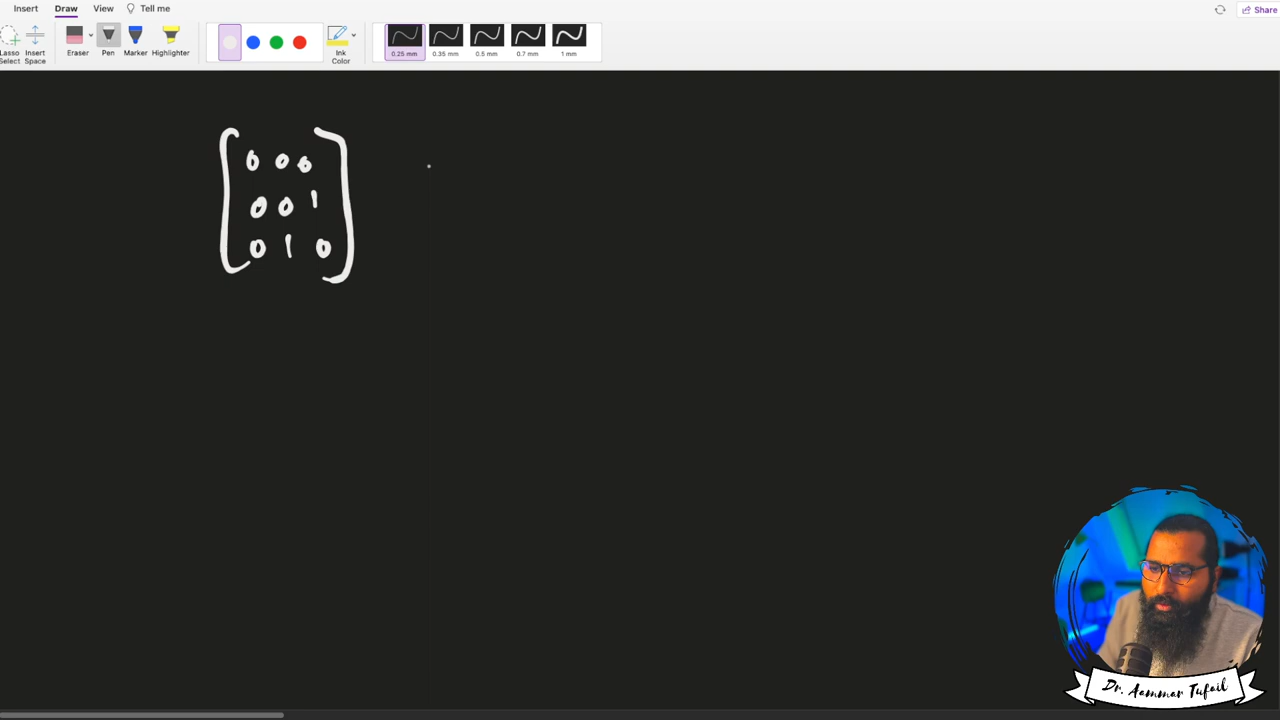 Insert Draw View Tell me
Share
Lasso Select
Insert Space
Eraser
Pen
Marker
Highlighter
Ink Color
0.25 mm
0.35 mm
0.5 mm
0.7 mm
1 mm
0 0 0
0 0 1
0 1 0
Dr. Aammar Tufail